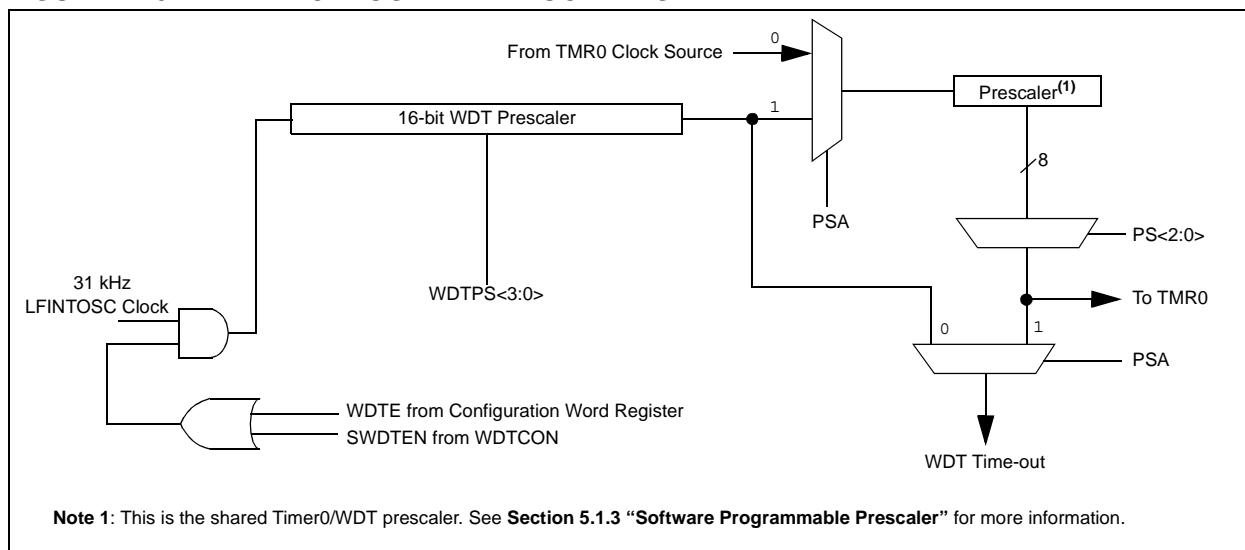 0
From TMR0 Clock Source
Prescaler(1)
1
16-bit WDT Prescaler
8
PSA
PS<2:0>
31 kHz
LFINTOSC Clock
WDTPS<3:0>
To TMR0
0
1
PSA
WDTE from Configuration Word Register
SWDTEN from WDTCON
WDT Time-out
Note 1: This is the shared Timer0/WDT prescaler. See Section 5.1.3 “Software Programmable Prescaler” for more information.